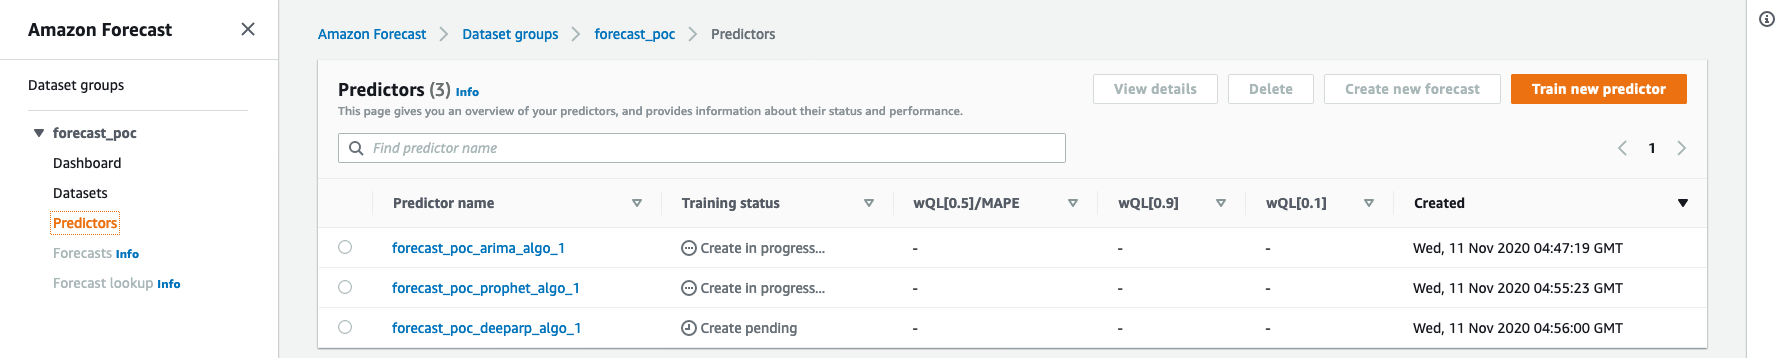 Amazon Forecast
Dataset groups
forecast_poc
Dashboard
Datasets
Predictors
Forecasts Info
Forecast lookup Info
Amazon Forecast Dataset groups forecast_poc Predictors
Predictors (3) Info
This page gives you an overview of your predictors, and provides information about their status and performance.
View details Delete Create new forecast Train new predictor
Find predictor name
1
Predictor name Training status wQL[0.5]/MAPE wQL[0.9] wQL[0.1] Created
forecast_poc_arima_algo_1 Create in progress... - - - Wed, 11 Nov 2020 04:47:19 GMT
forecast_poc_prophet_algo_1 Create in progress... - - - Wed, 11 Nov 2020 04:55:23 GMT
forecast_poc_deeparp_algo_1 Create pending - - - Wed, 11 Nov 2020 04:56:00 GMT